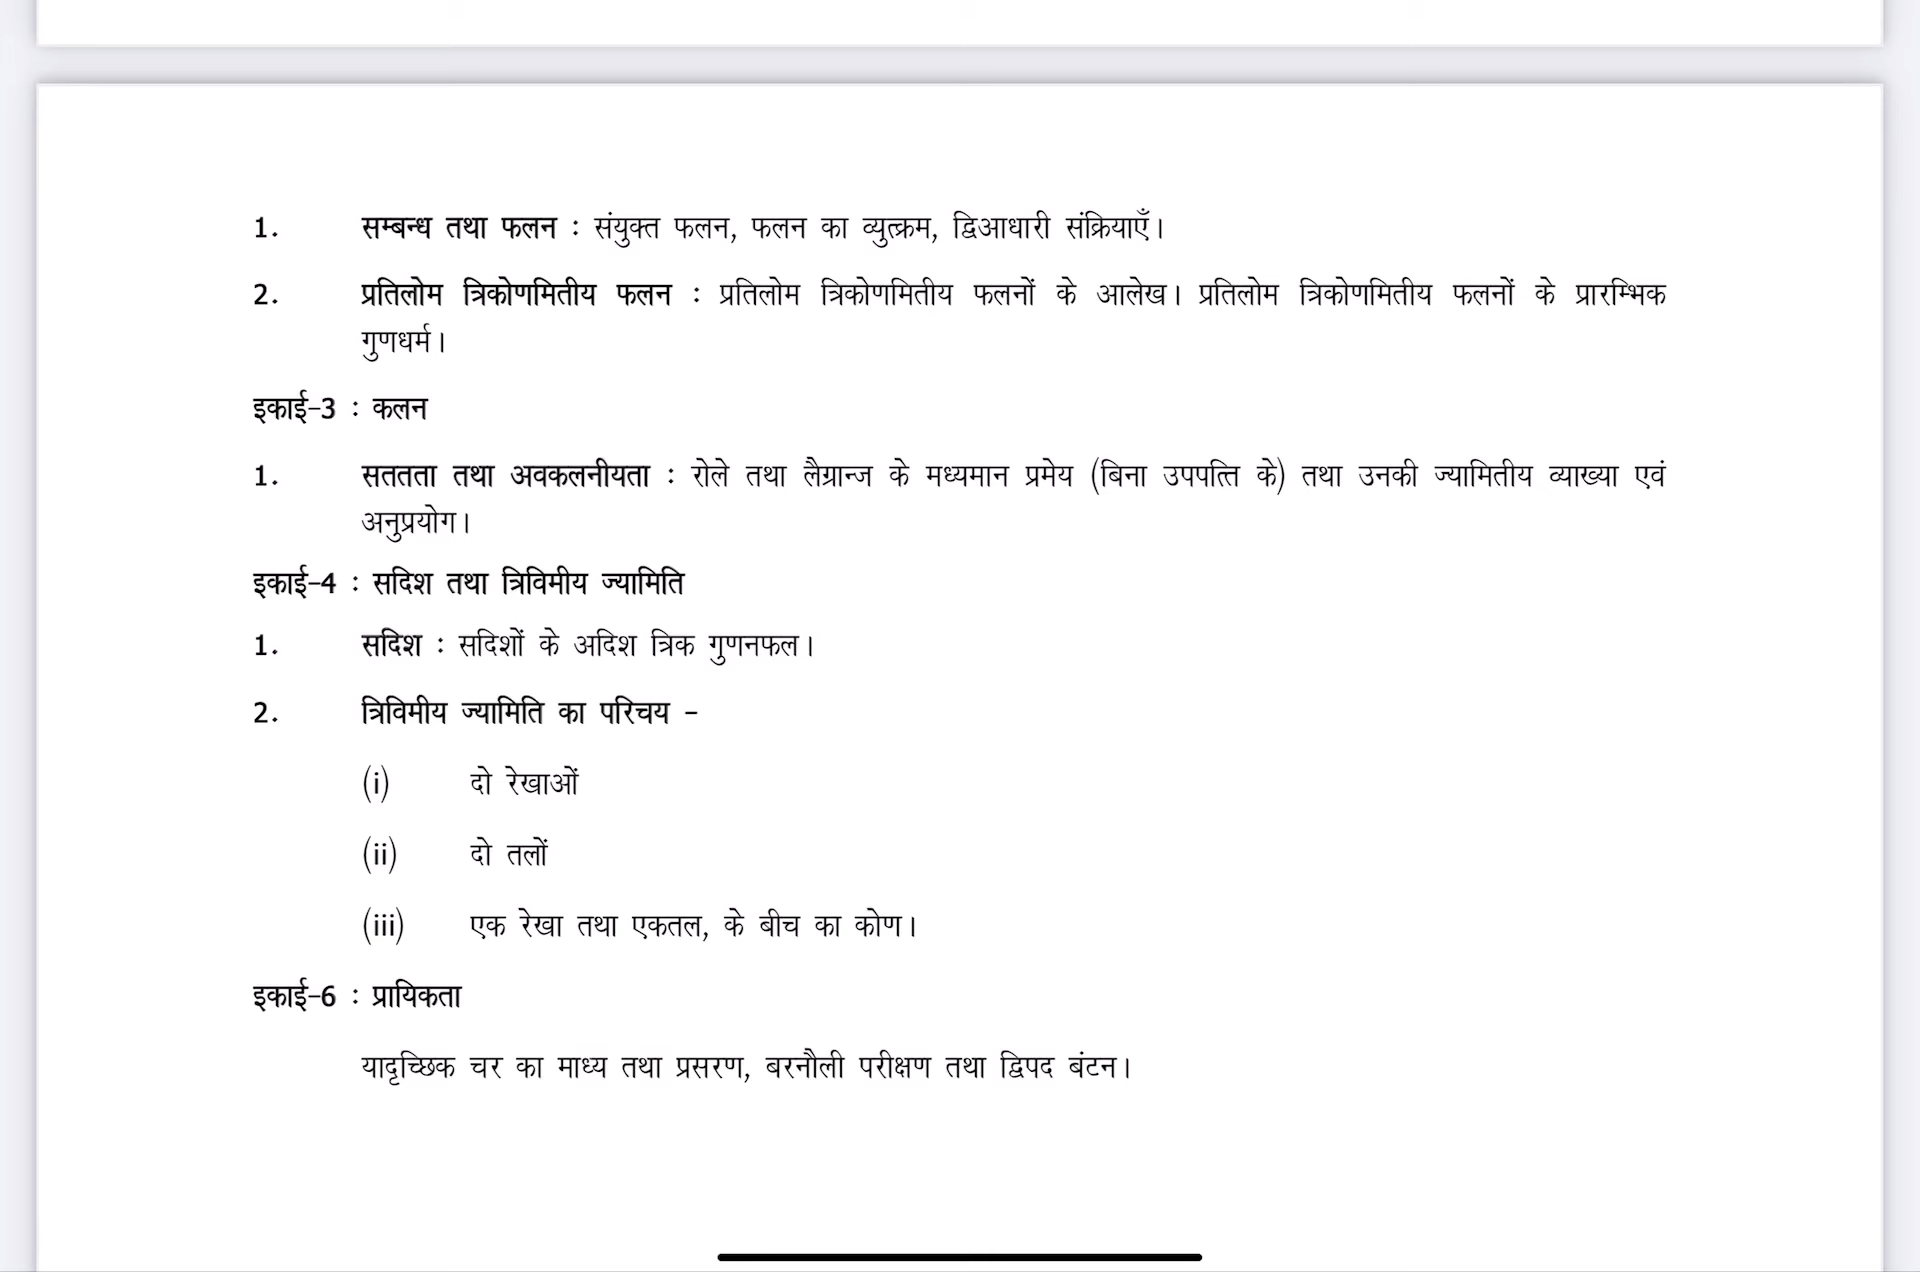 1. सम्बन्ध तथा फलन : संयुक्त फलन, फलन का व्युत्क्रम, द्विआधारी संक्रियाएँ।
2. प्रतिलोम त्रिकोणमितीय फलन : प्रतिलोम त्रिकोणमितीय फलनों के आलेख। प्रतिलोम त्रिकोणमितीय फलनों के प्रारम्भिक
गुणधर्म।
इकाई-3 : कलन
1. सततता तथा अवकलनीयता : रोले तथा लैग्रान्ज के मध्यमान प्रमेय (बिना उपपत्ति के) तथा उनकी ज्यामितीय व्याख्या एवं
अनुप्रयोग।
इकाई-4 : सदिश तथा त्रिविमीय ज्यामिति
1. सदिश : सदिशों के अदिश त्रिक गुणनफल।
2. त्रिविमीय ज्यामिति का परिचय -
(i) दो रेखाओं
(ii) दो तलों
(iii) एक रेखा तथा एकतल, के बीच का कोण।
इकाई-6 : प्रायिकता
यादृच्छिक चर का माध्य तथा प्रसरण, बरनौली परीक्षण तथा द्विपद बंटन।